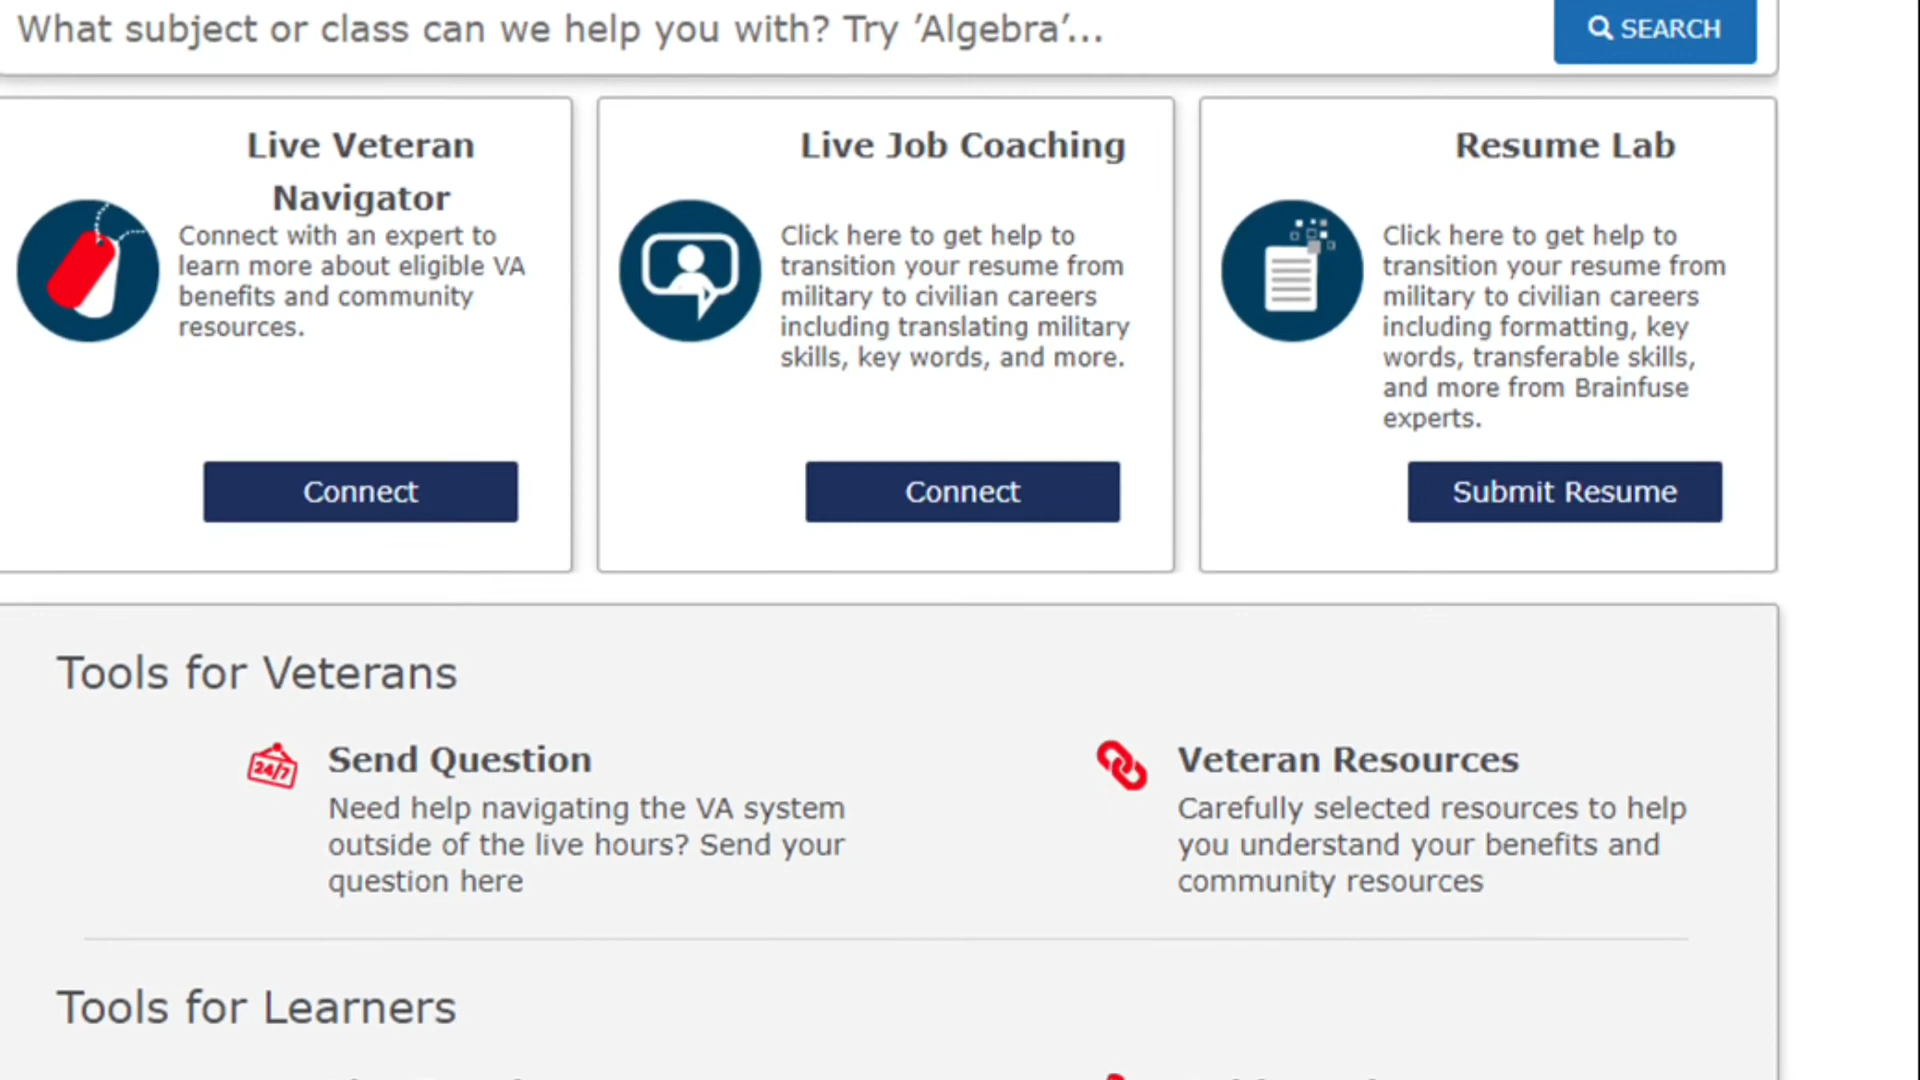 What subject or class can we help you with? Try ’Algebra’...
SEARCH
Live Veteran
Navigator
Connect with an expert to
learn more about eligible VA
benefits and community
resources.
Connect
Live Job Coaching
Click here to get help to
transition your resume from
military to civilian careers
including translating military
skills, key words, and more.
Connect
Resume Lab
Click here to get help to
transition your resume from
military to civilian careers
including formatting, key
words, transferable skills,
and more from Brainfuse
experts.
Submit Resume
Tools for Veterans
24/7
Send Question
Need help navigating the VA system
outside of the live hours? Send your
question here
Veteran Resources
Carefully selected resources to help
you understand your benefits and
community resources
Tools for Learners